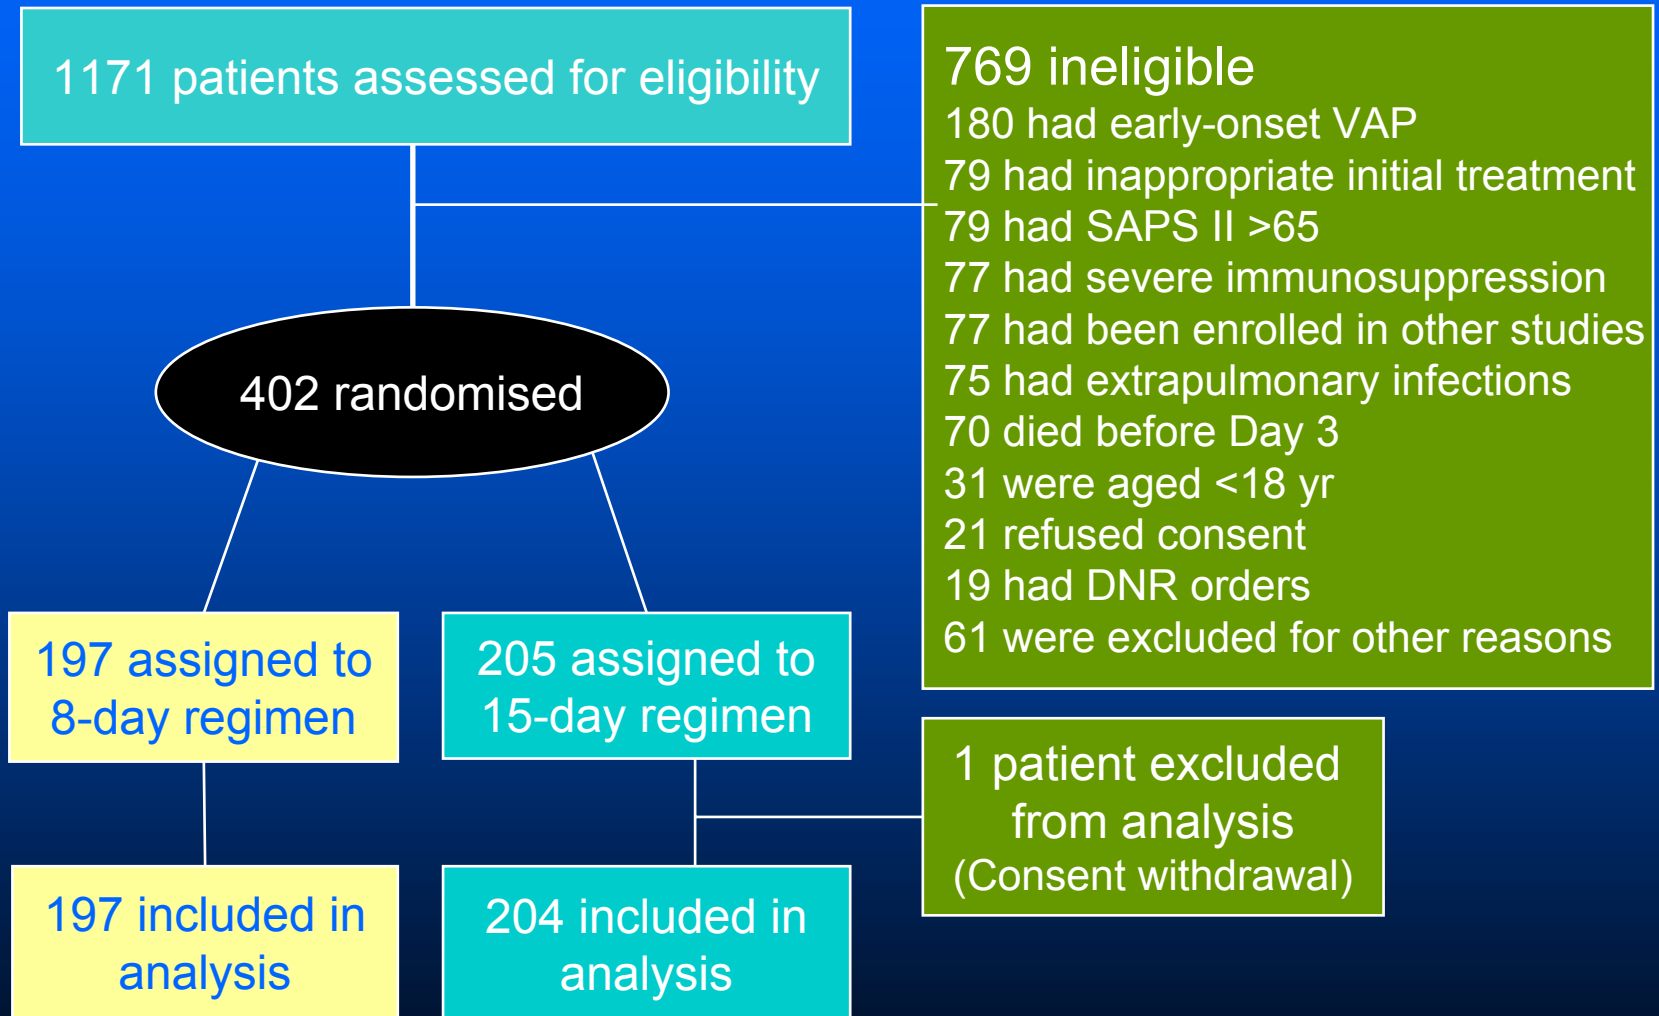 1171 patients assessed for eligibility
769 ineligible
180 had early-onset VAP
79 had inappropriate initial treatment
79 had SAPS II >65
77 had severe immunosuppression
77 had been enrolled in other studies
75 had extrapulmonary infections
70 died before Day 3
31 were aged <18 yr
21 refused consent
19 had DNR orders
61 were excluded for other reasons
402 randomised
197 assigned to
8-day regimen
205 assigned to
15-day regimen
1 patient excluded
from analysis
(Consent withdrawal)
197 included in
analysis
204 included in
analysis